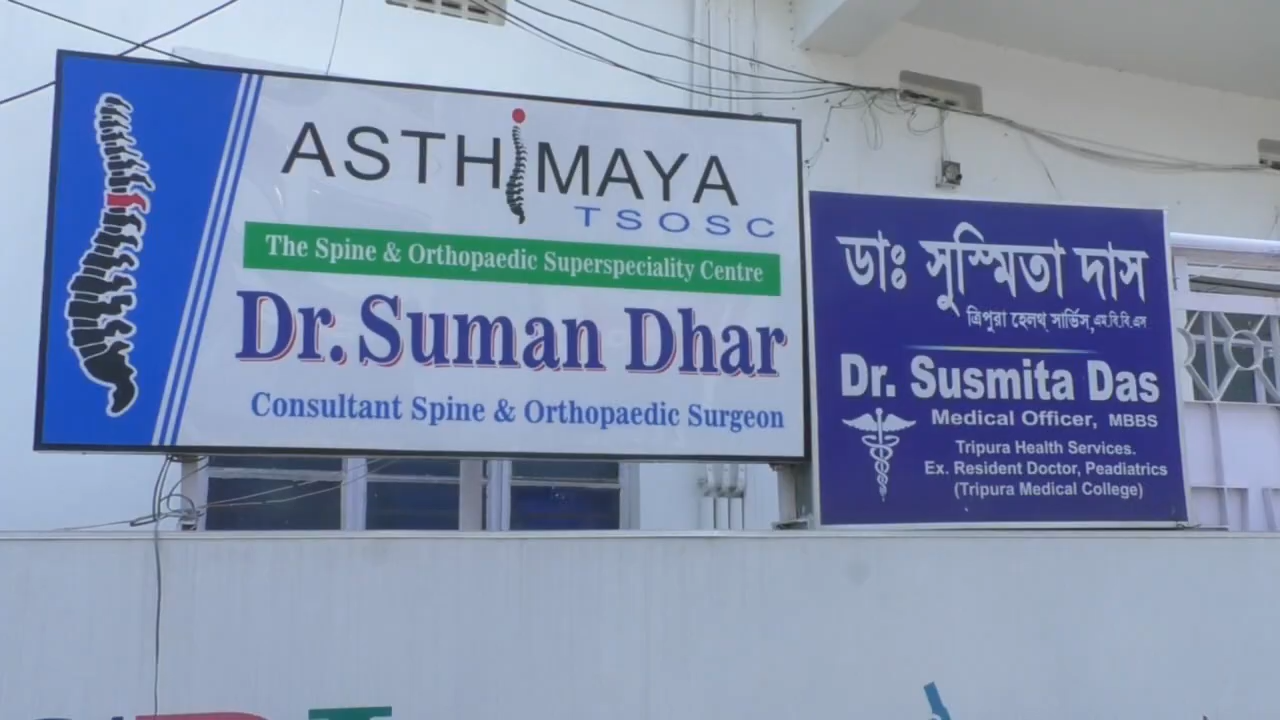 ASTHiMAYA
TSOSC
The Spine & Orthopaedic Superspeciality Centre
Dr. Suman Dhar
Consultant Spine & Orthopaedic Surgeon
ডাঃ সুস্মিতা দাস
ত্রিপুরা হেলথ্ সার্ভিস,এম.বি.বি.এস
Dr. Susmita Das
Medical Officer, MBBS
Tripura Health Services.
Ex. Resident Doctor, Peadiatrics
(Tripura Medical College)